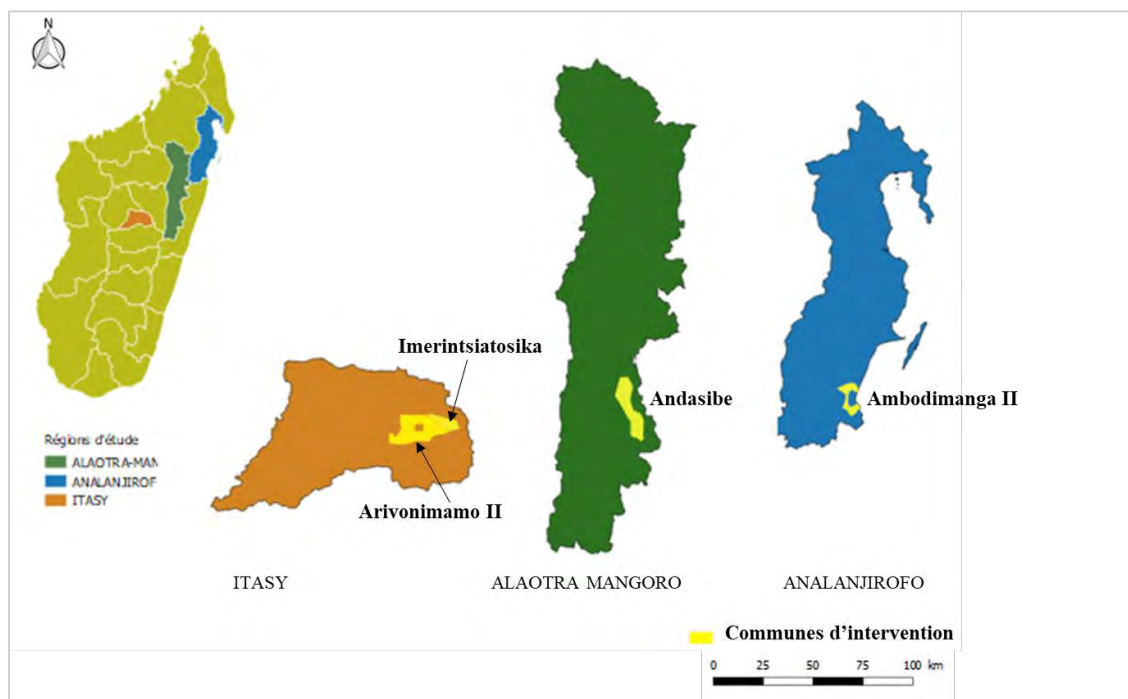 N
Régions d'étude
ALAOTRA-MAN
ANALANJIROF
ITASY
Imerintsiatosika
Arivonimamo II
Andasibe
Ambodimanga II
ITASY
ALAOTRA MANGORO
ANALANJIROFO
Communes d’intervention
0 25 50 75 100 km